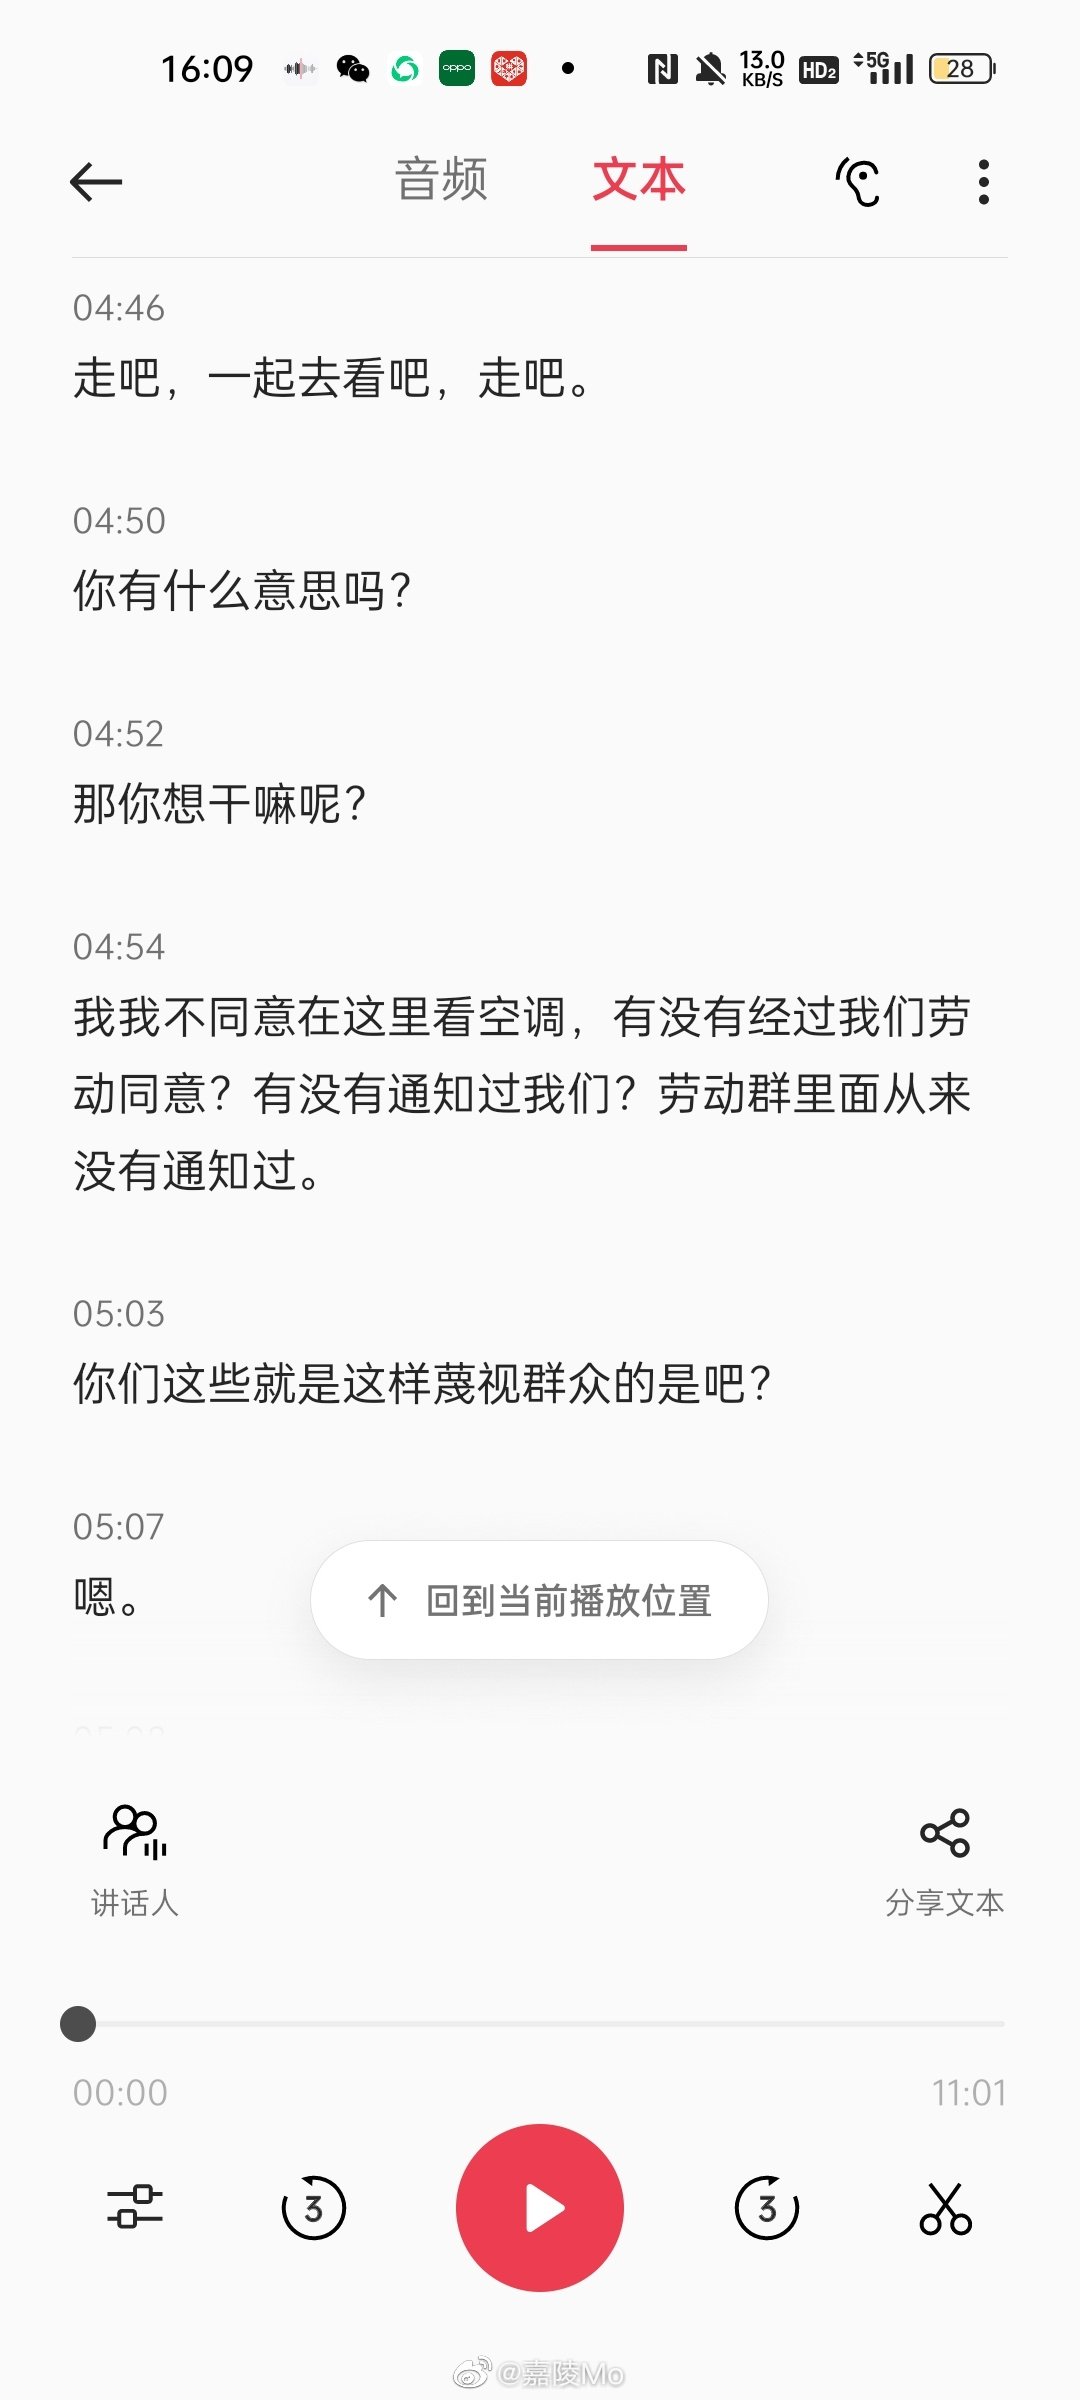 16:09
oppo
13.0
KB/S
HD2
5G
28
音频
文本
04:46
走吧，一起去看吧，走吧。
04:50
你有什么意思吗？
04:52
那你想干嘛呢？
04:54
我我不同意在这里看空调，有没有经过我们劳
动同意？有没有通知过我们？劳动群里面从来
没有通知过。
05:03
你们这些就是这样蔑视群众的是吧？
05:07
嗯。
回到当前播放位置
讲话人
分享文本
00:00
11:01
3
3
@嘉陵Mo